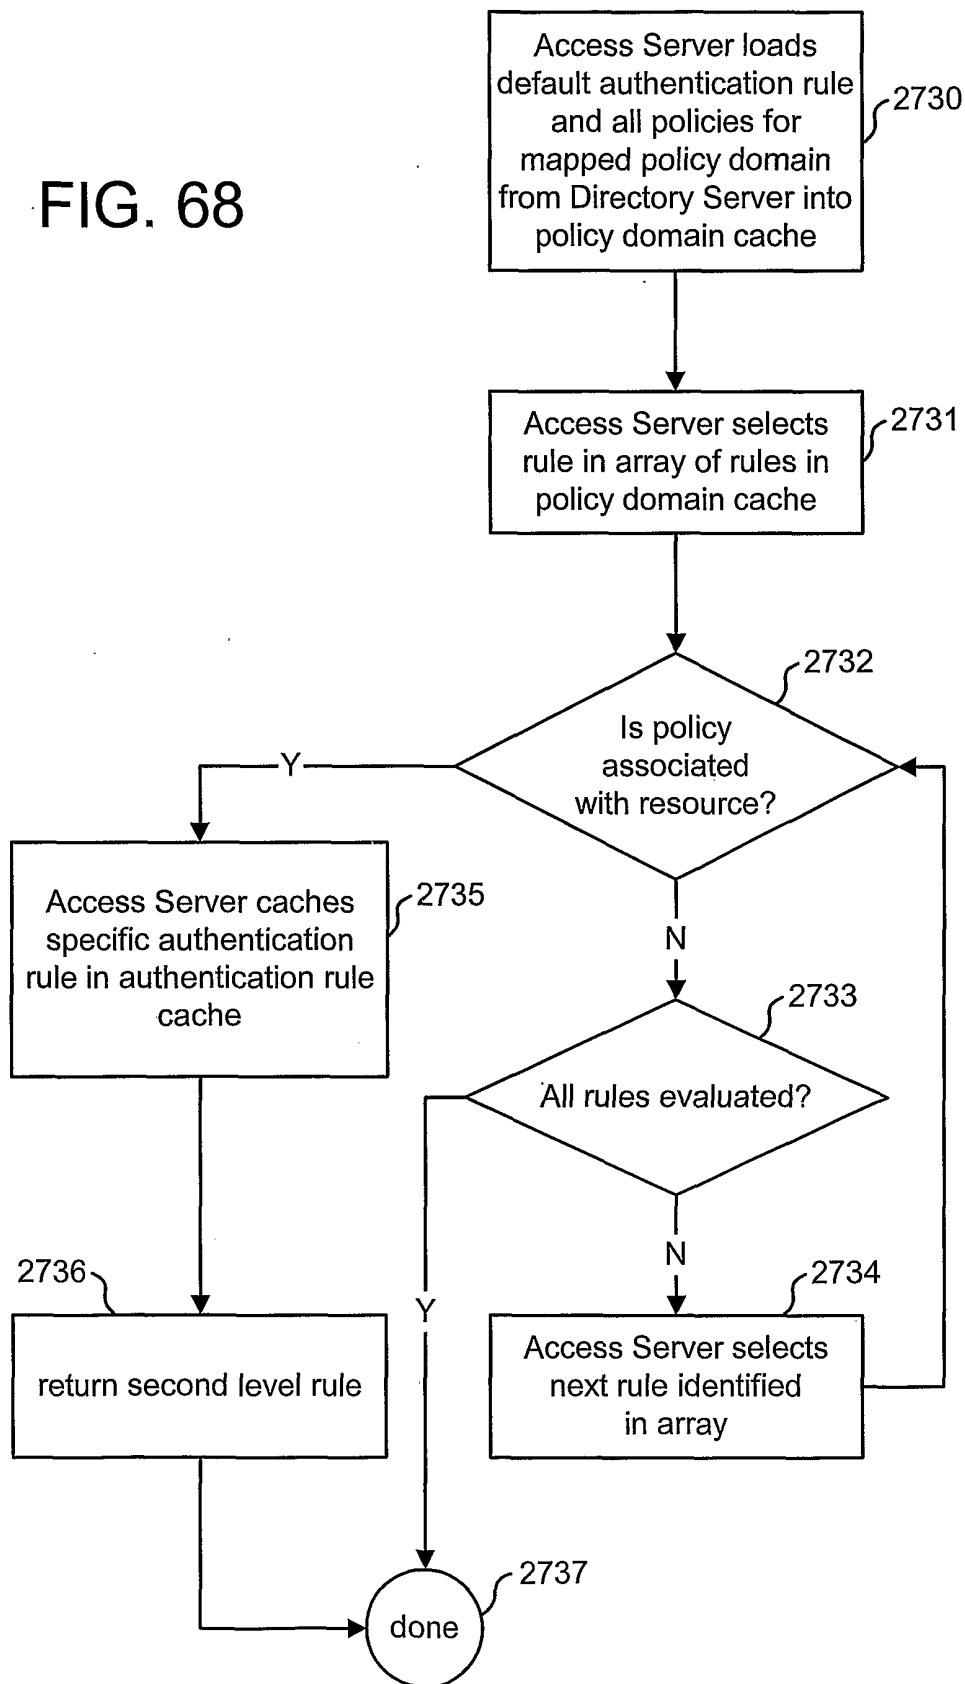 FIG. 68
Access Server loads
default authentication rule
and all policies for
mapped policy domain
from Directory Server into
policy domain cache
2730
Access Server selects
rule in array of rules in
policy domain cache
2731
2732
Is policy
associated
with resource?
Y
N
Access Server caches
specific authentication
rule in authentication rule
cache
2735
2733
All rules evaluated?
N
Y
2736
return second level rule
2734
Access Server selects
next rule identified
in array
done
2737